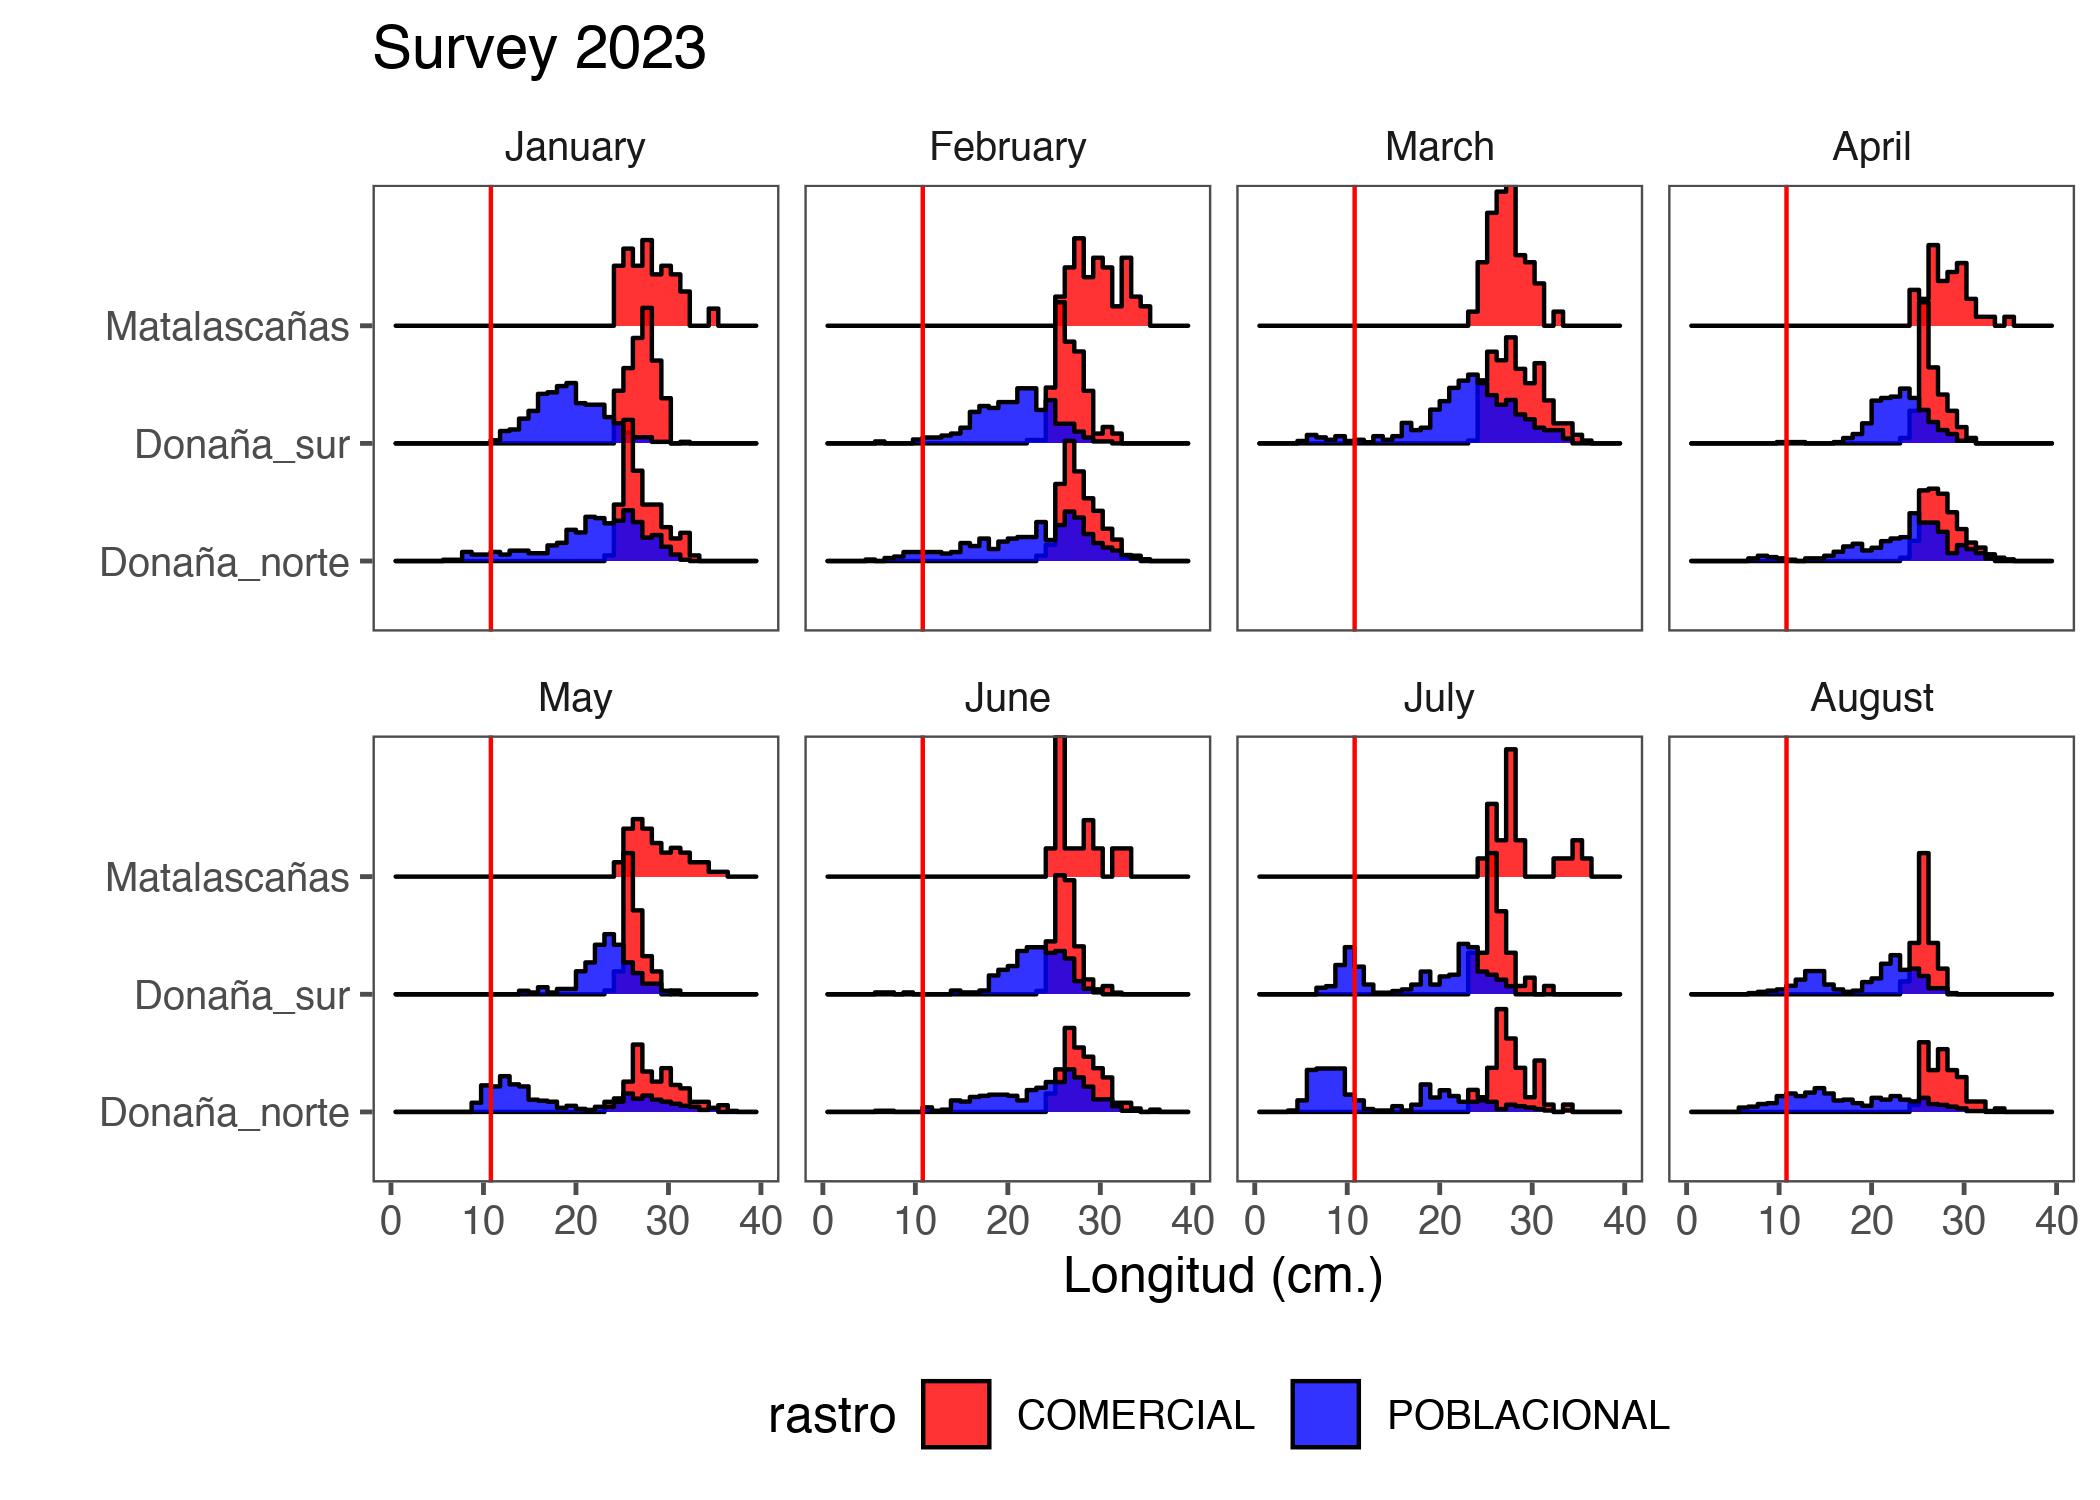 Survey 2023
January February March April
Matalascañas
Donaña_sur
Donaña_norte
May June July August
Matalascañas
Donaña_sur
Donaña_norte
0 10 20 30 40 0 10 20 30 40 0 10 20 30 40 0 10 20 30 40
Longitud (cm.)
rastro COMERCIAL POBLACIONAL